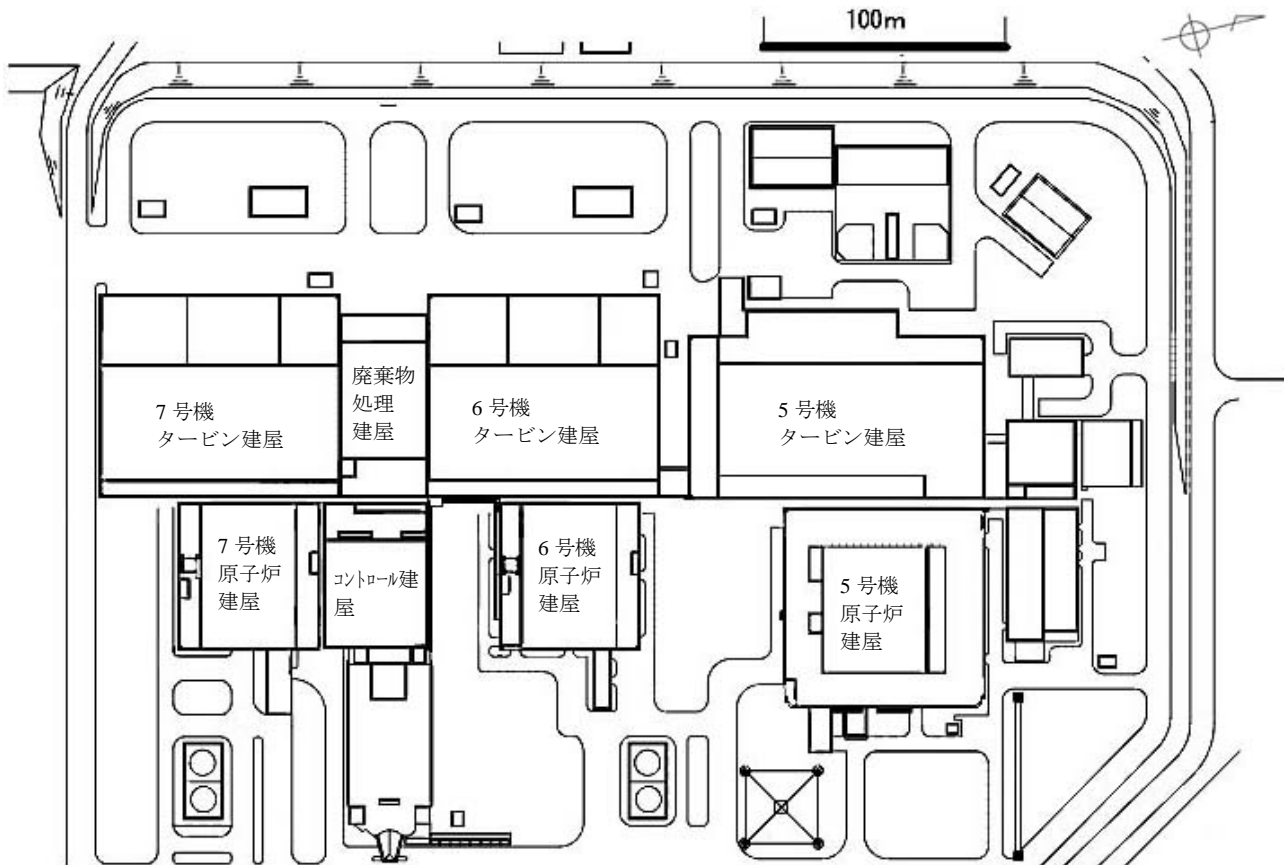 100m
廃棄物
処理
建屋
7 号機
タービン建屋
6 号機
タービン建屋
5 号機
タービン建屋
7 号機
原子炉
建屋
コントロール建
屋
6 号機
原子炉
建屋
5 号機
原子炉
建屋